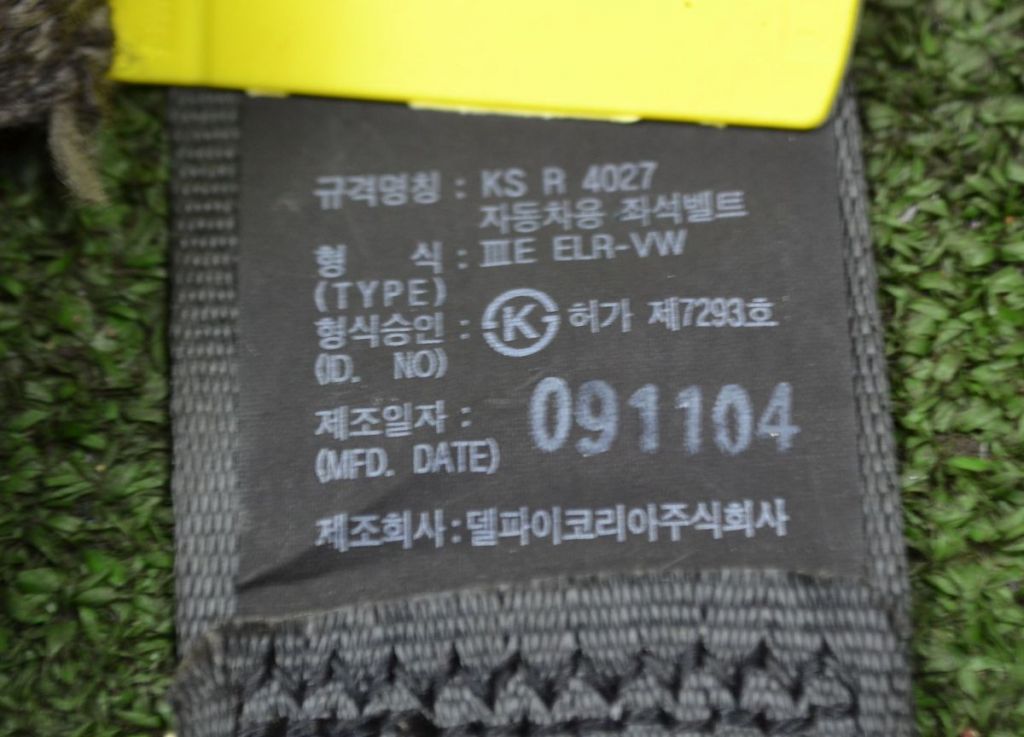 규격명칭 : KS R 4027
자동차용 좌석벨트
형 식 : ⅢE ELR-VW
(TYPE)
형식승인 : K 허가 제7293호
(ID. NO)
제조일자 : 091104
(MFD. DATE)
제조회사 : 델파이코리아주식회사